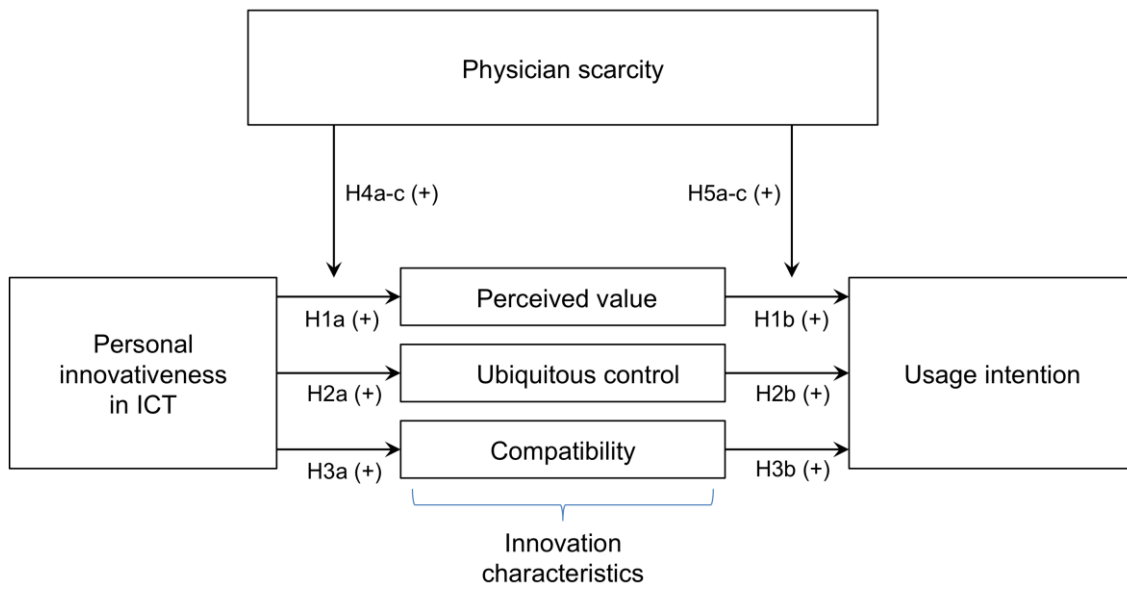 Physician scarcity
H4a-c (+)
H5a-c (+)
Personal
innovativeness
in ICT
H1a (+)
Perceived value
H1b (+)
H2a (+)
Ubiquitous control
H2b (+)
H3a (+)
Compatibility
H3b (+)
Usage intention
Innovation
characteristics